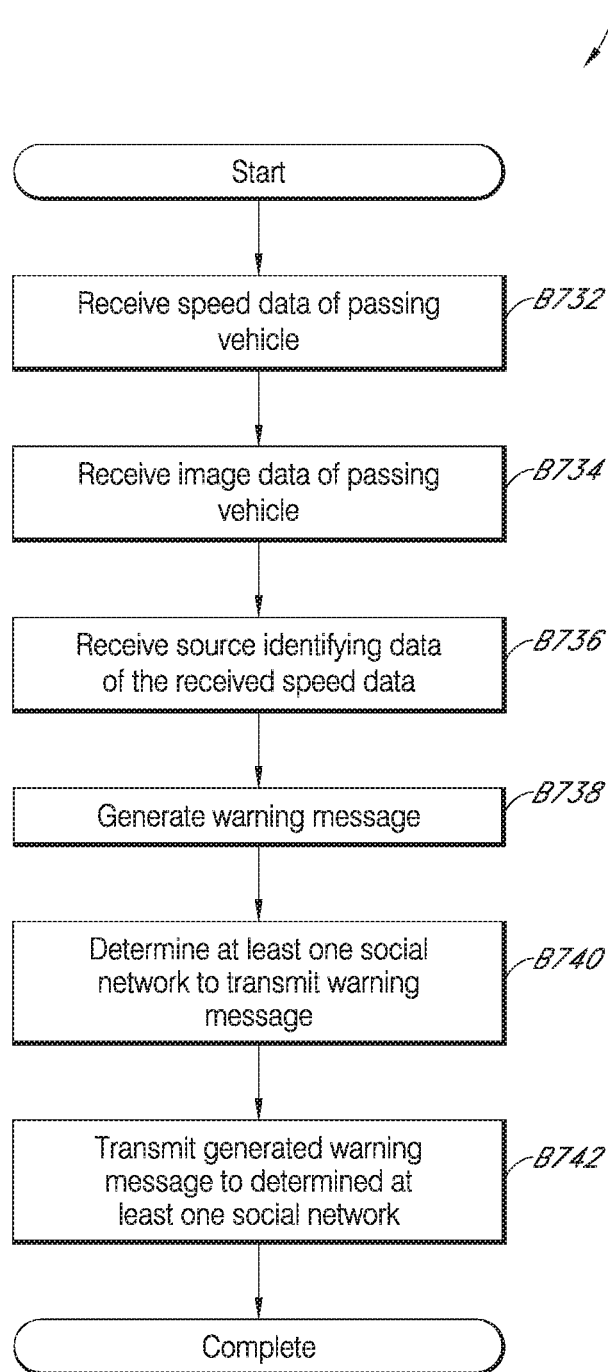 Start
Receive speed data of passing
vehicle
B732
Receive image data of passing
vehicle
B734
Receive source identifying data
of the received speed data
B736
Generate warning message
B738
Determine at least one social
network to transmit warning
message
B740
Transmit generated warning
message to determined at
least one social network
B742
Complete